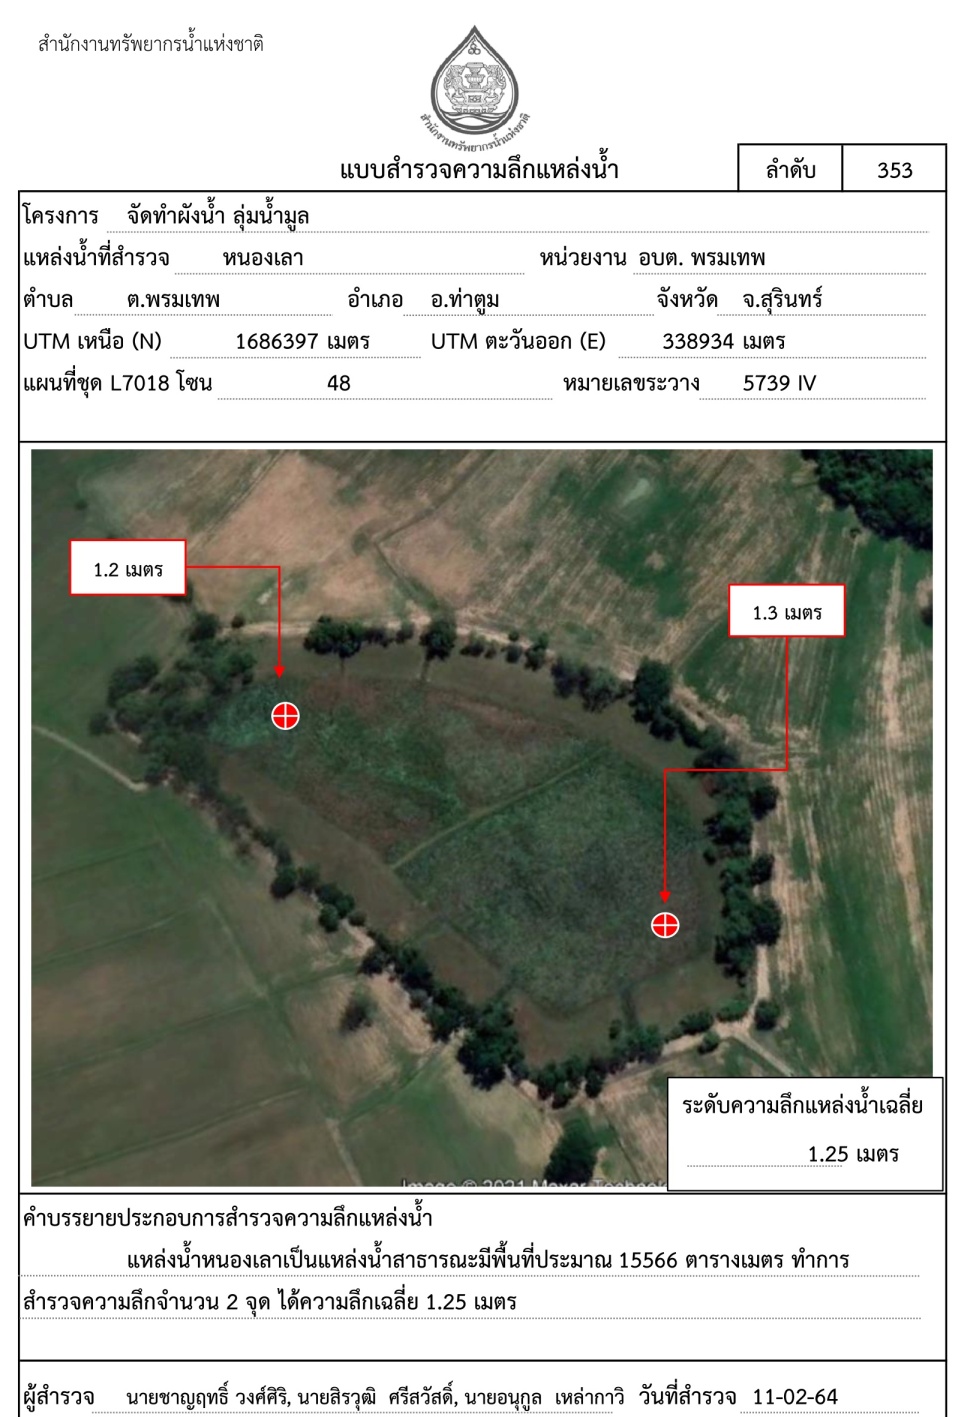 สำนักงานทรัพยากรน้ำแห่งชาติ
สำนักงานทรัพยากรน้ำแห่งชาติ
แบบสำรวจความลึกแหล่งน้ำ
ลำดับ 353
โครงการ จัดทำผังน้ำ ลุ่มน้ำมูล
แหล่งน้ำที่สำรวจ หนองเลา หน่วยงาน อบต. พรมเทพ
ตำบล ต.พรมเทพ อำเภอ อ.ท่าตูม จังหวัด จ.สุรินทร์
UTM เหนือ (N) 1686397 เมตร UTM ตะวันออก (E) 338934 เมตร
แผนที่ชุด L7018 โซน 48 หมายเลขระวาง 5739 IV
1.2 เมตร
1.3 เมตร
ระดับความลึกแหล่งน้ำเฉลี่ย
1.25 เมตร
Image © 2021 Maxar
คำบรรยายประกอบการสำรวจความลึกแหล่งน้ำ
แหล่งน้ำหนองเลาเป็นแหล่งน้ำสาธารณะมีพื้นที่ประมาณ 15566 ตารางเมตร ทำการ
สำรวจความลึกจำนวน 2 จุด ได้ความลึกเฉลี่ย 1.25 เมตร
ผู้สำรวจ นายชาญฤทธิ์ วงศ์ศิริ, นายสิรวุฒิ ศรีสวัสดิ์, นายอนุกูล เหล่ากาวิ วันที่สำรวจ 11-02-64